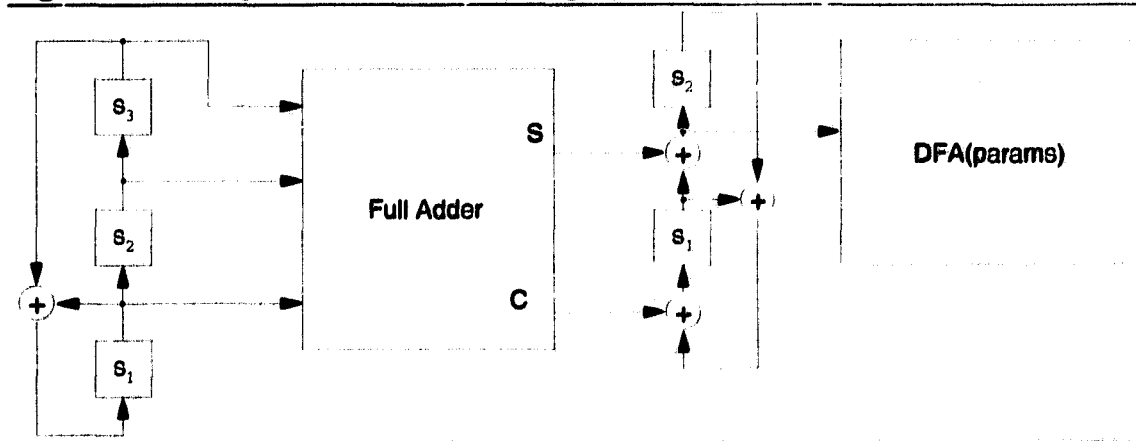 S₃
S₂
S₁
+
Full Adder
S
C
S₂
+
+
S₁
+
DFA(params)